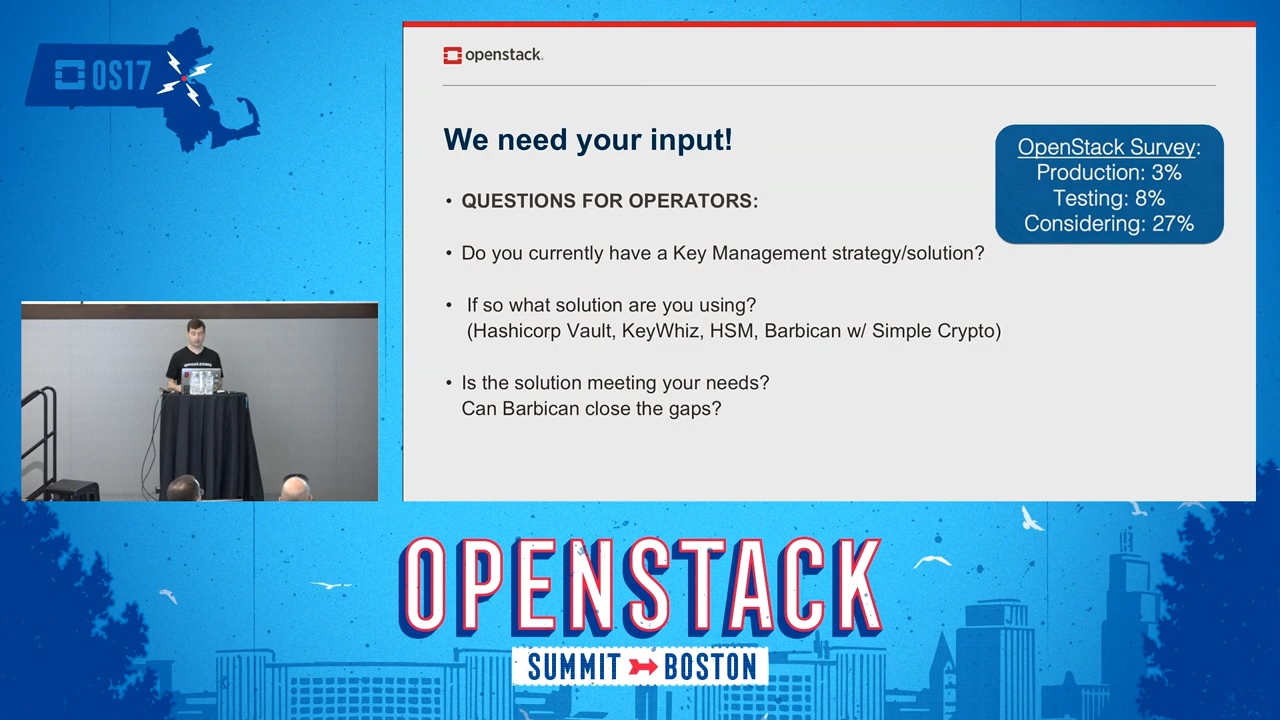 OS17
openstack.
We need your input!
OpenStack Survey:
Production: 3%
Testing: 8%
Considering: 27%
• QUESTIONS FOR OPERATORS:
• Do you currently have a Key Management strategy/solution?
• If so what solution are you using?
(Hashicorp Vault, KeyWhiz, HSM, Barbican w/ Simple Crypto)
• Is the solution meeting your needs?
Can Barbican close the gaps?
OPENSTACK
SUMMIT BOSTON